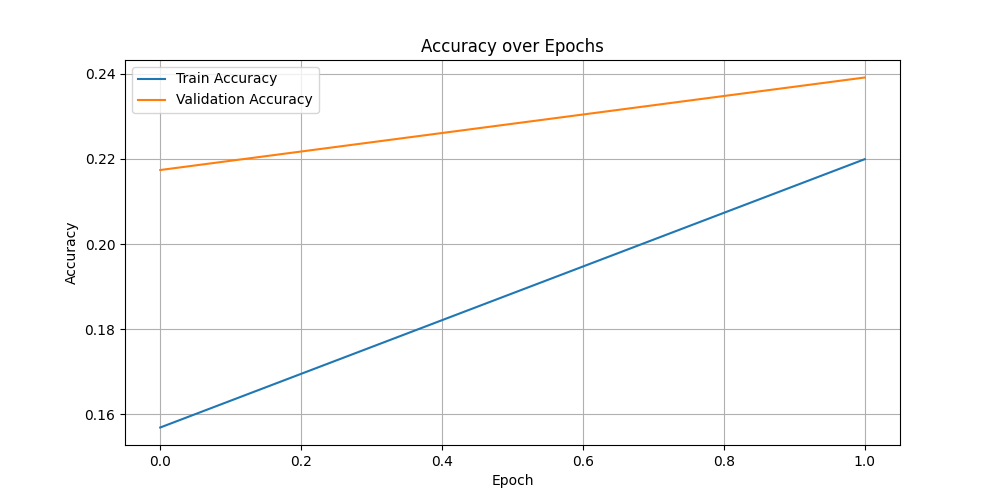 Accuracy over Epochs
Train Accuracy
Validation Accuracy
Accuracy
0.24
0.22
0.20
0.18
0.16
0.0 0.2 0.4 0.6 0.8 1.0
Epoch